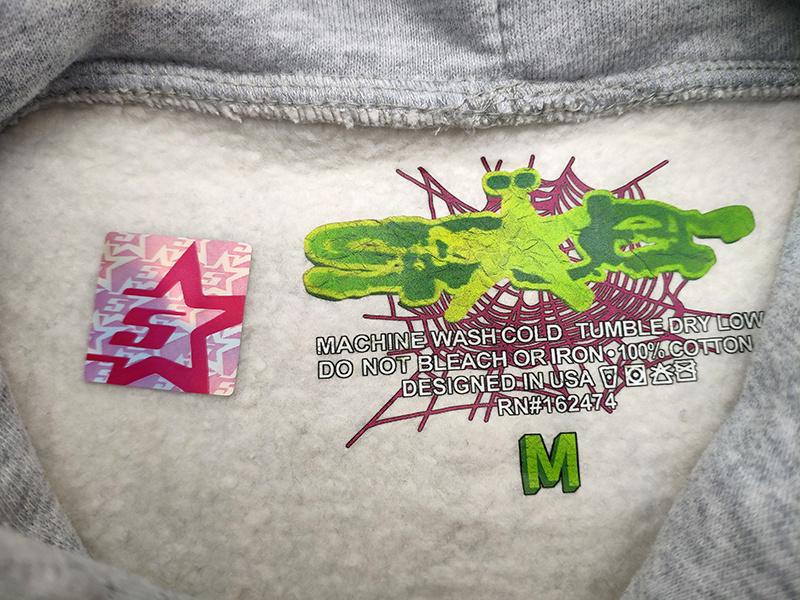 MACHINE WASH COLD TUMBLE DRY LOW
DO NOT BLEACH OR IRON•100% COTTON
DESIGNED IN USA
RN#162474
M